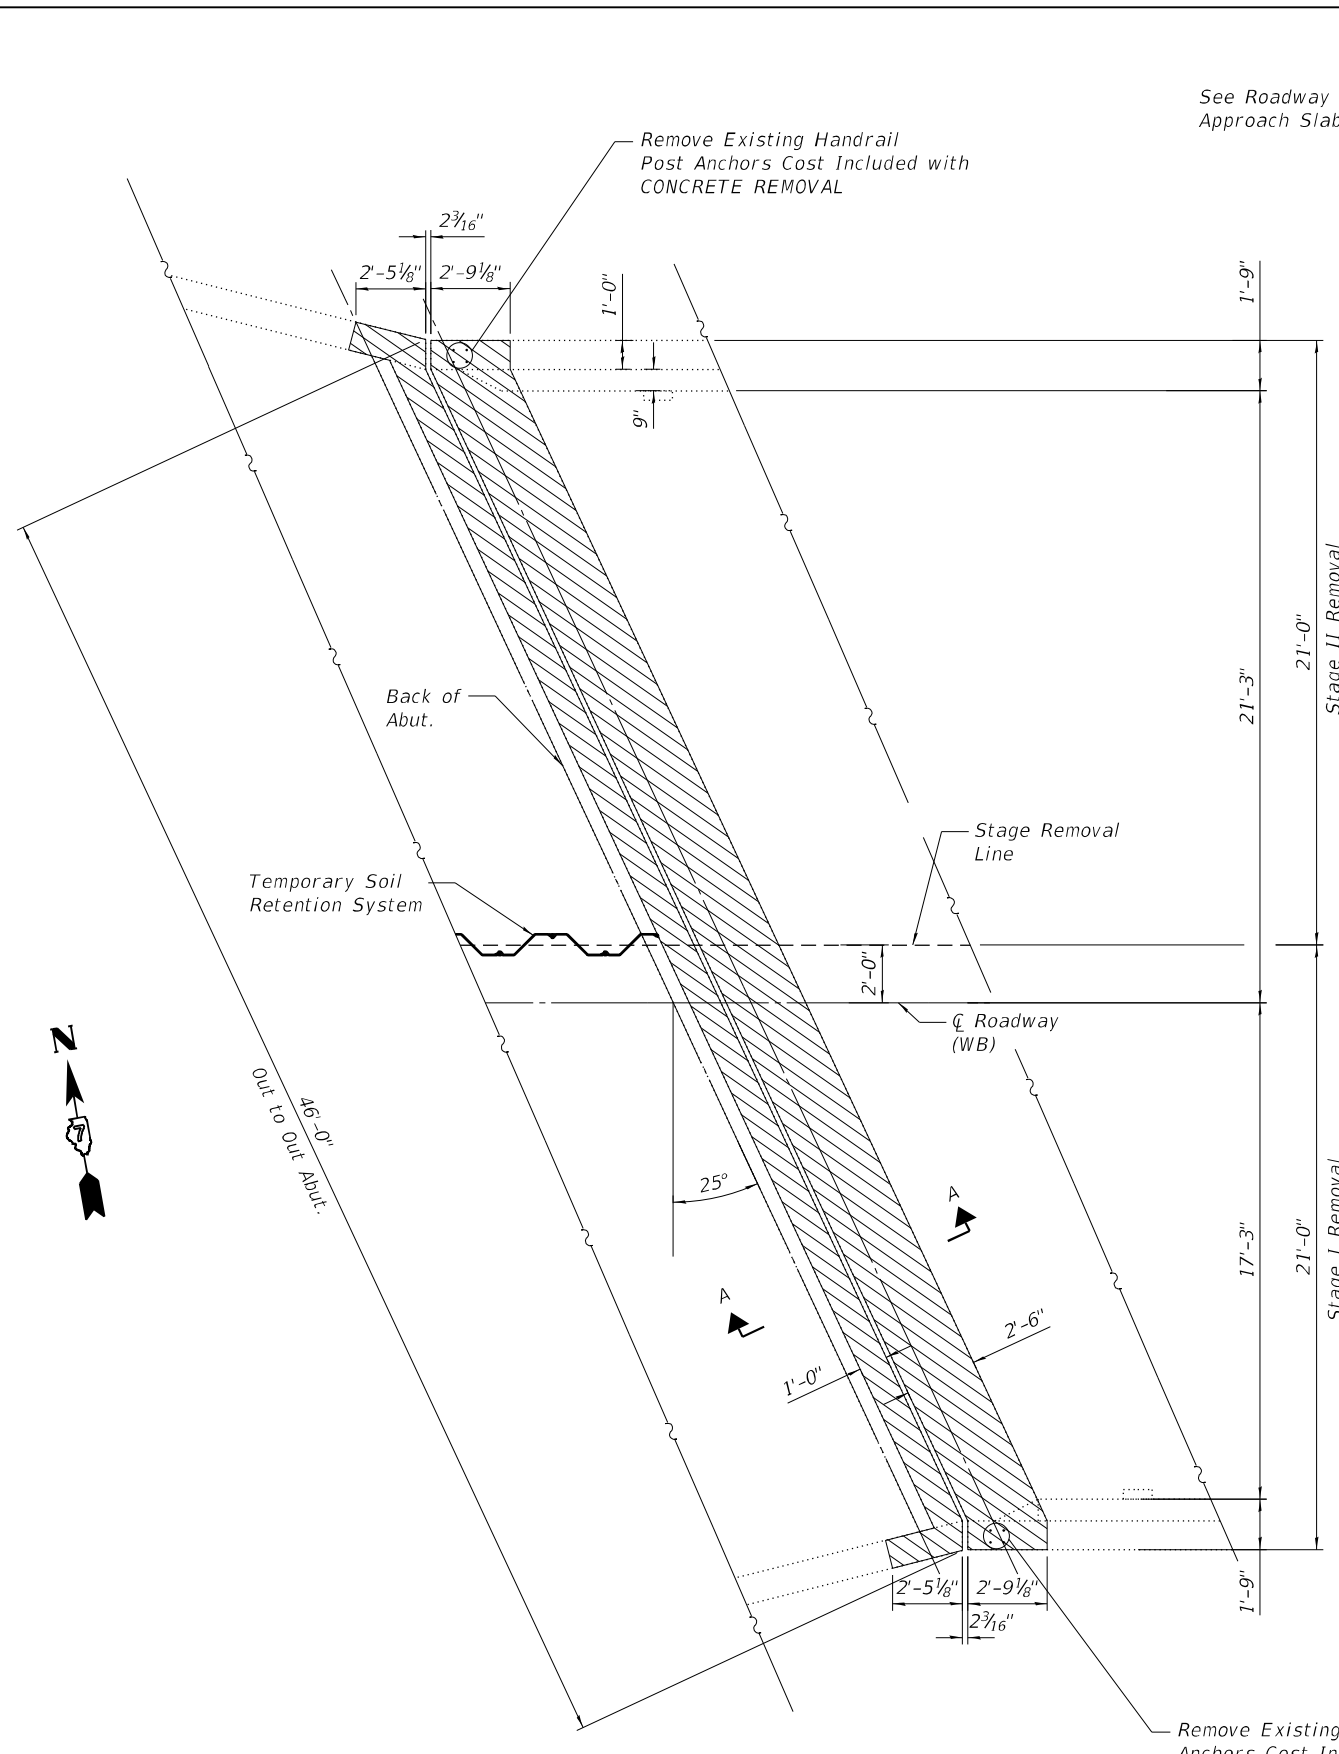 See Roadway
Approach Slab
Remove Existing Handrail
Post Anchors Cost Included with
CONCRETE REMOVAL
2 3/16"
2'-5 1/8"
2'-9 1/8"
1'-0"
1'-9"
9"
21'-0"
Stage II Removal
21'-3"
Back of
Abut.
Stage Removal
Line
Temporary Soil
Retention System
2'-0"
℄ Roadway
(WB)
N
7
46'-0"
Out to Out Abut.
25°
A
A
17'-3"
21'-0"
Stage I Removal
2'-6"
1'-0"
2'-5 1/8"
2'-9 1/8"
2 3/16"
1'-9"
Remove Existing
Anchors Cost In